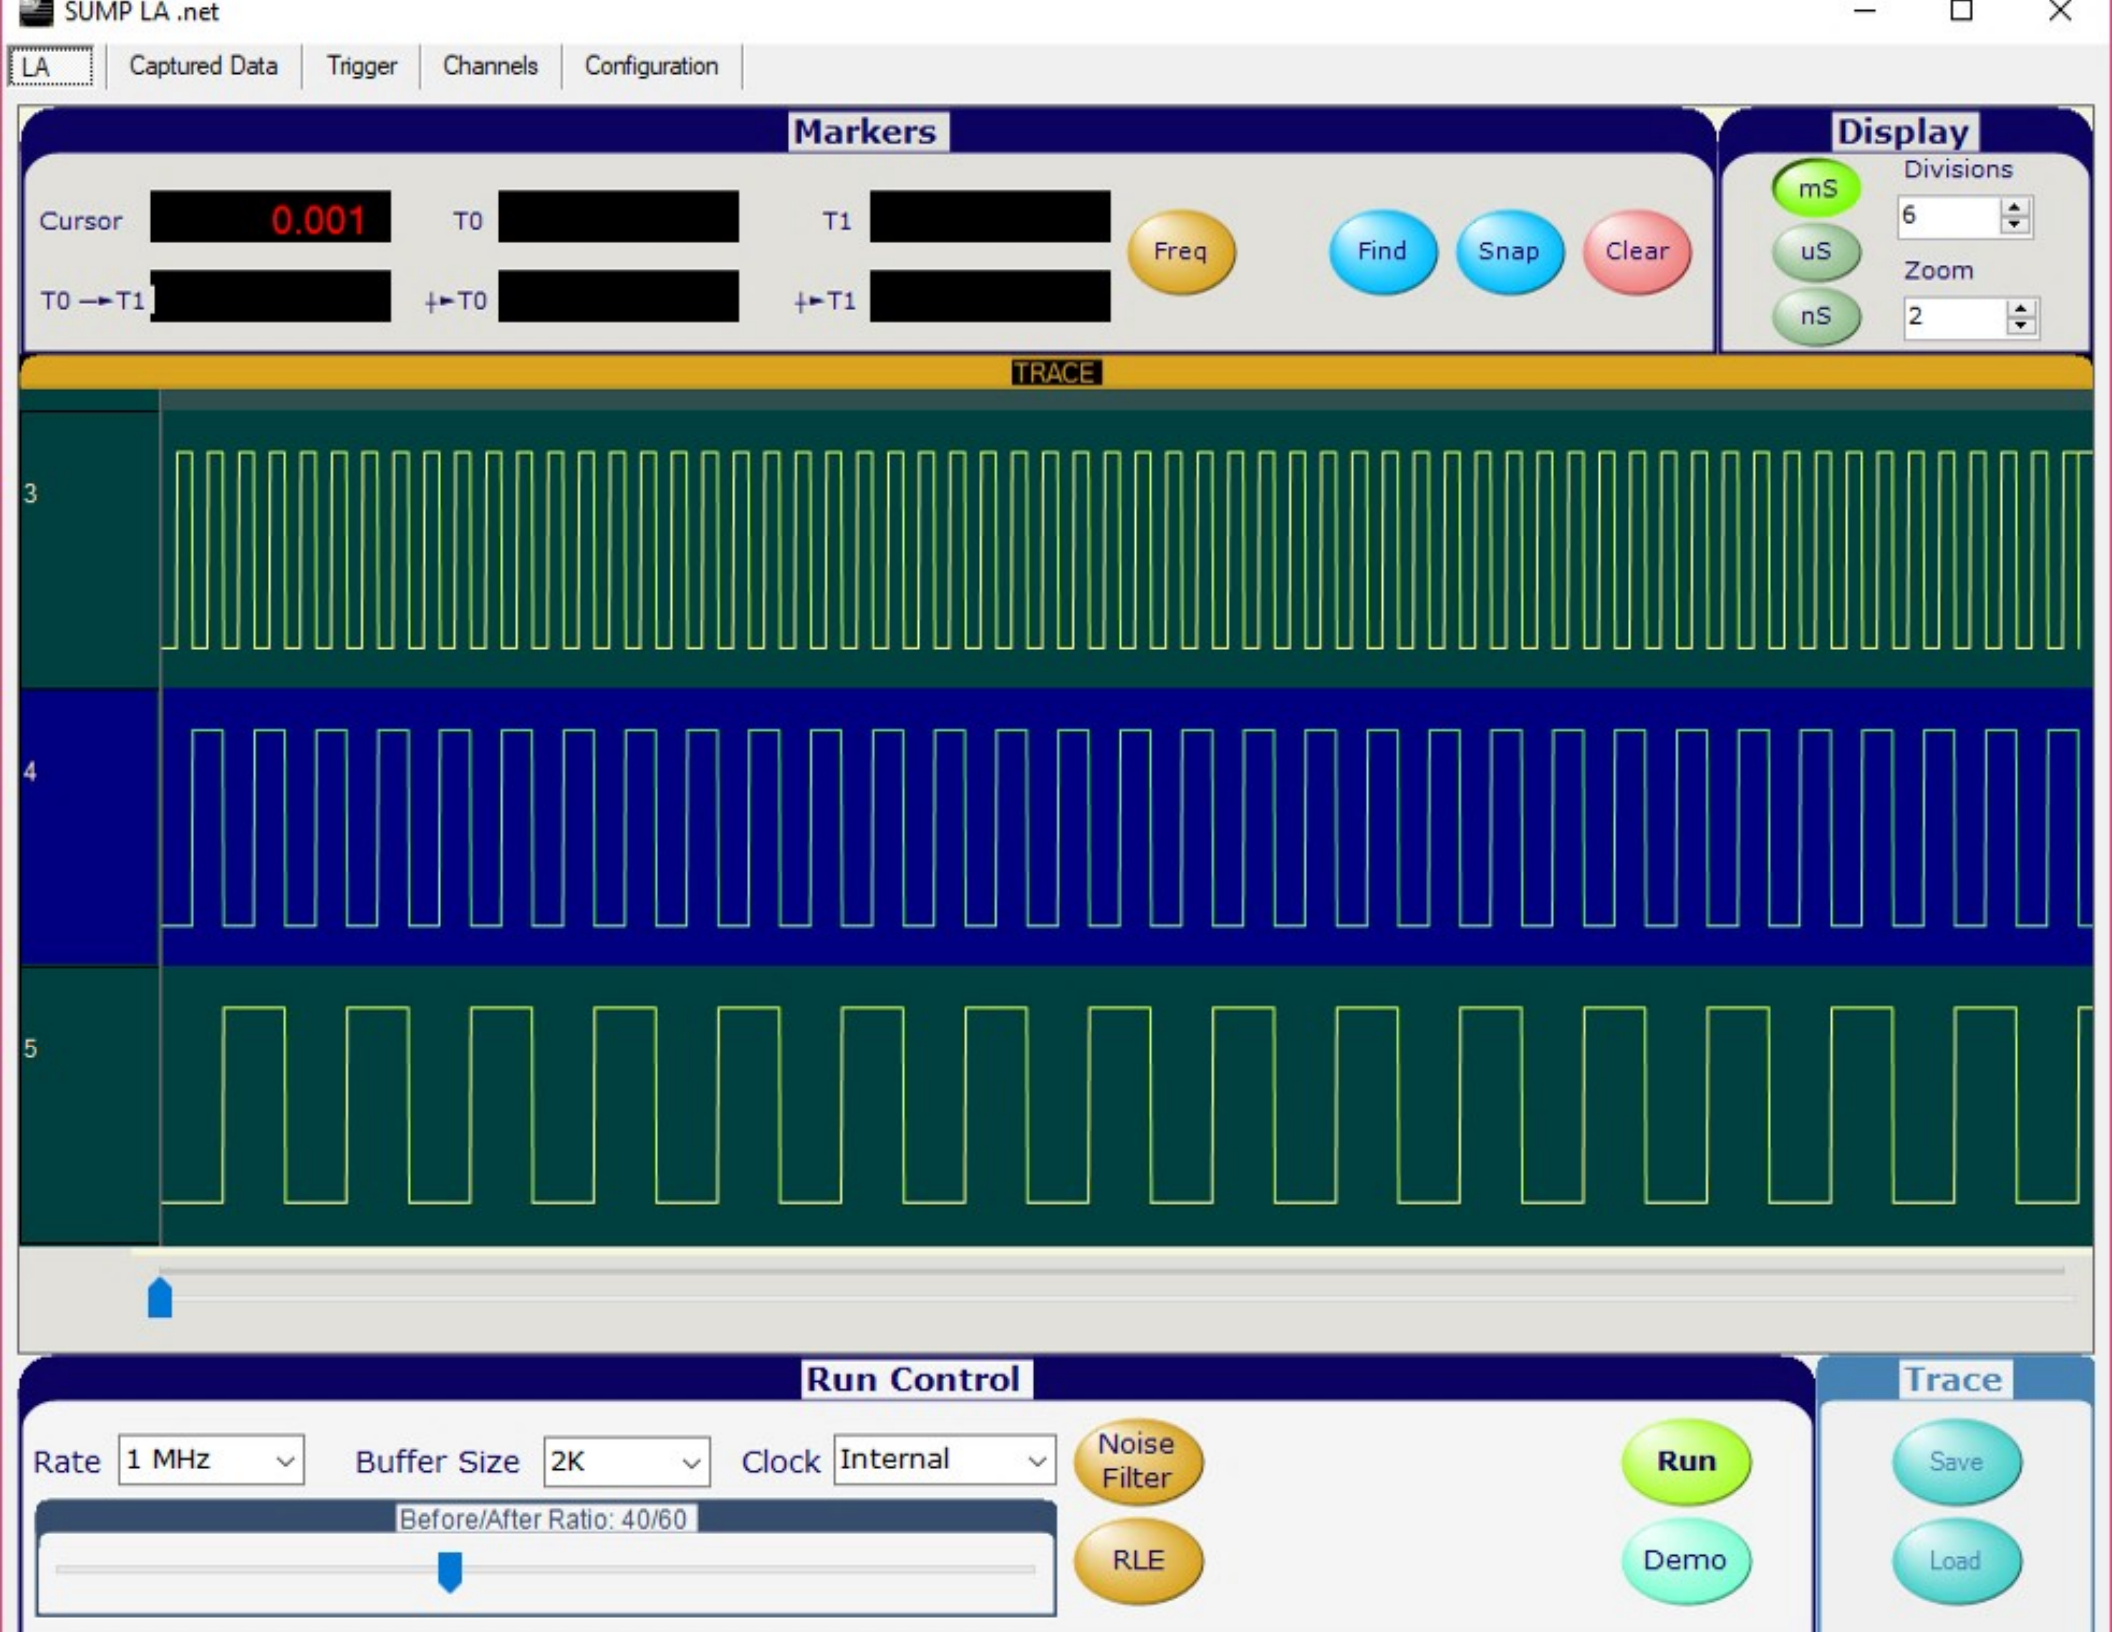 SUMP LA .net
LA Captured Data Trigger Channels Configuration
Markers
Display
Cursor 0.001 T0 T1
T0 →T1 →T0 →T1
Freq Find Snap Clear
mS
uS
nS
Divisions
6
Zoom
2
TRACE
3
4
5
Run Control
Trace
Rate 1 MHz Buffer Size 2K Clock Internal
Noise
Filter
Run
Save
Before/After Ratio: 40/60
RLE
Demo
Load